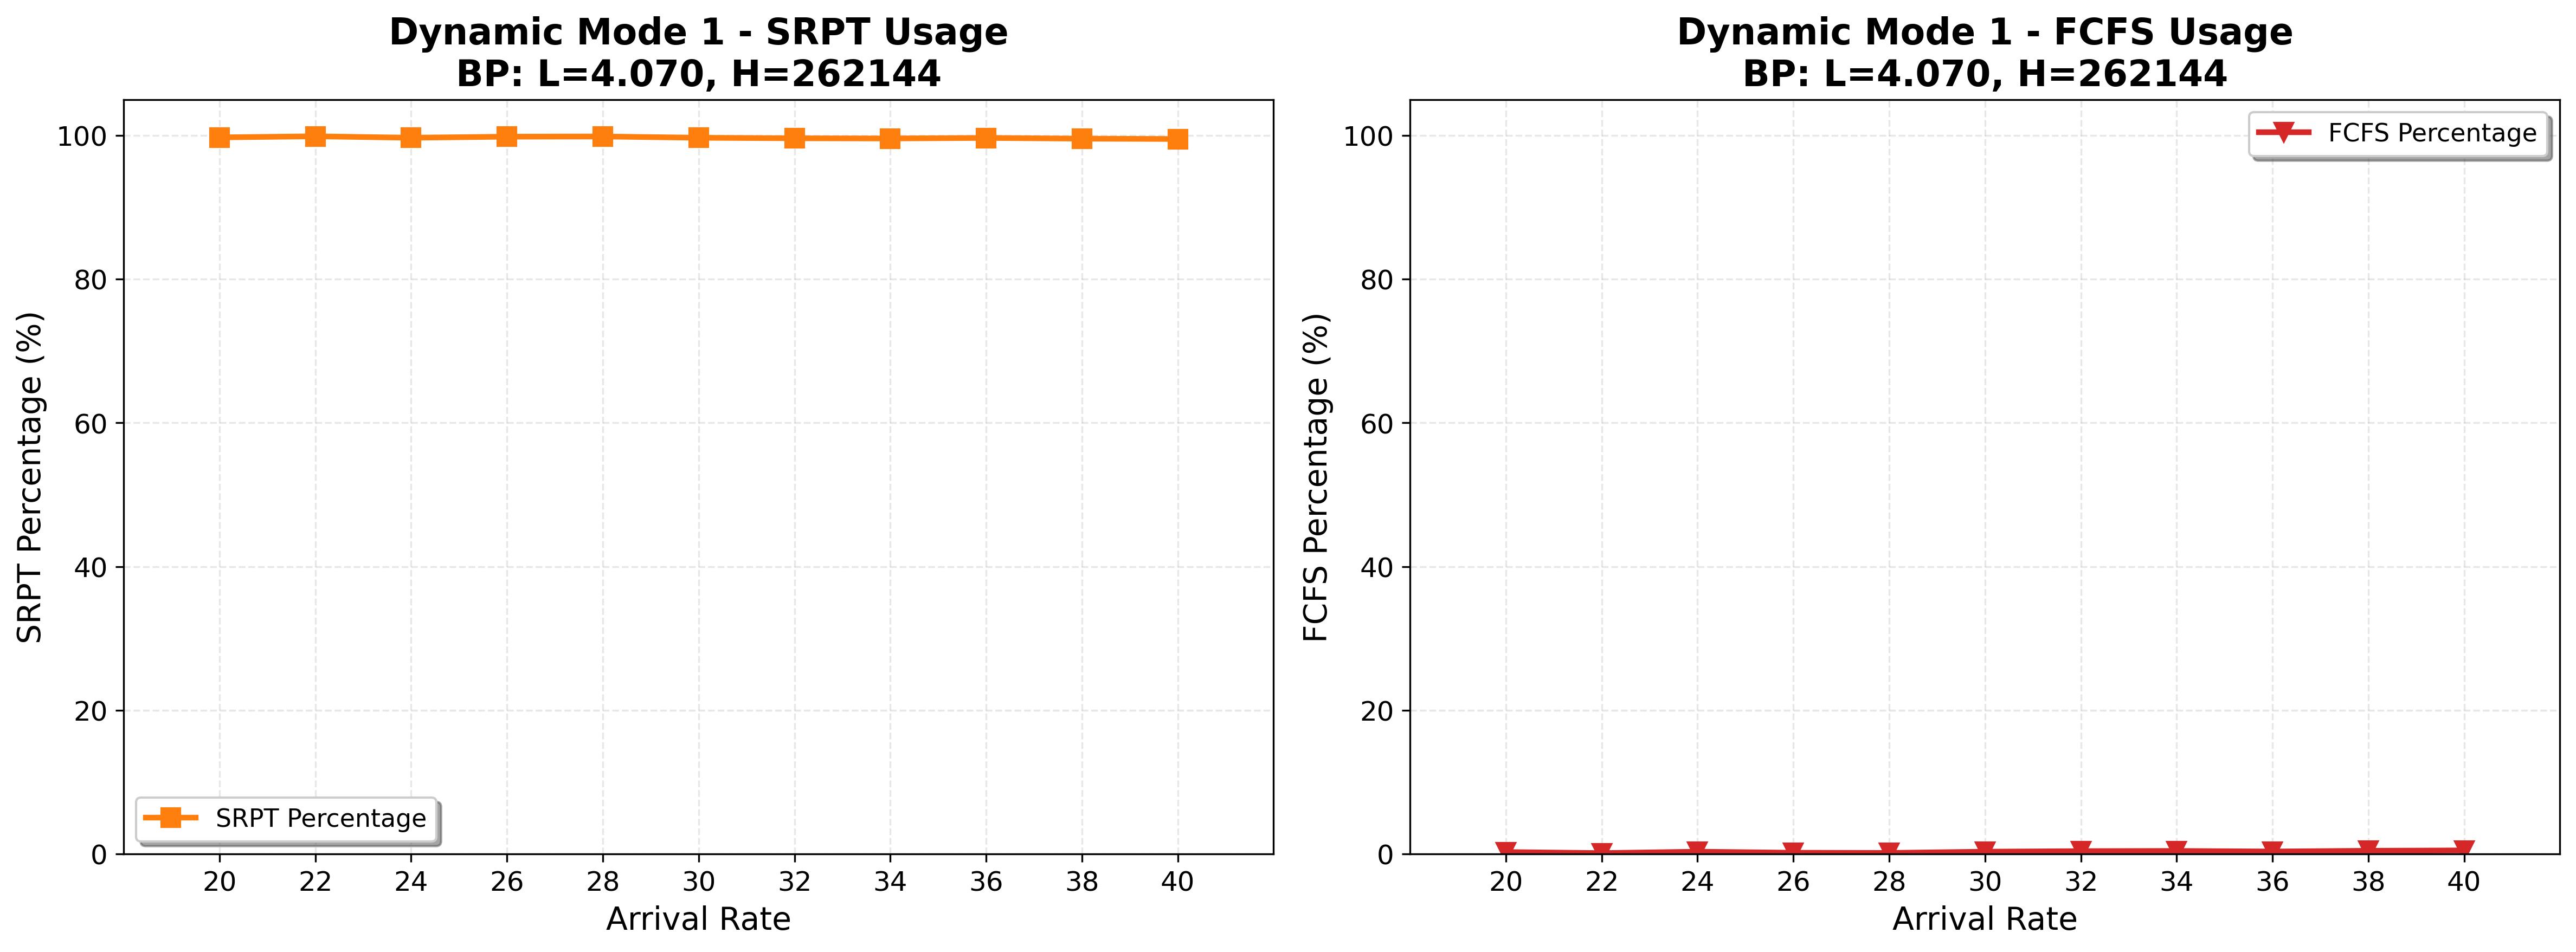 Dynamic Mode 1 - SRPT Usage
BP: L=4.070, H=262144
SRPT Percentage (%)
100
80
60
40
20
0
SRPT Percentage
20 22 24 26 28 30 32 34 36 38 40
Arrival Rate
Dynamic Mode 1 - FCFS Usage
BP: L=4.070, H=262144
FCFS Percentage (%)
100
80
60
40
20
0
FCFS Percentage
20 22 24 26 28 30 32 34 36 38 40
Arrival Rate